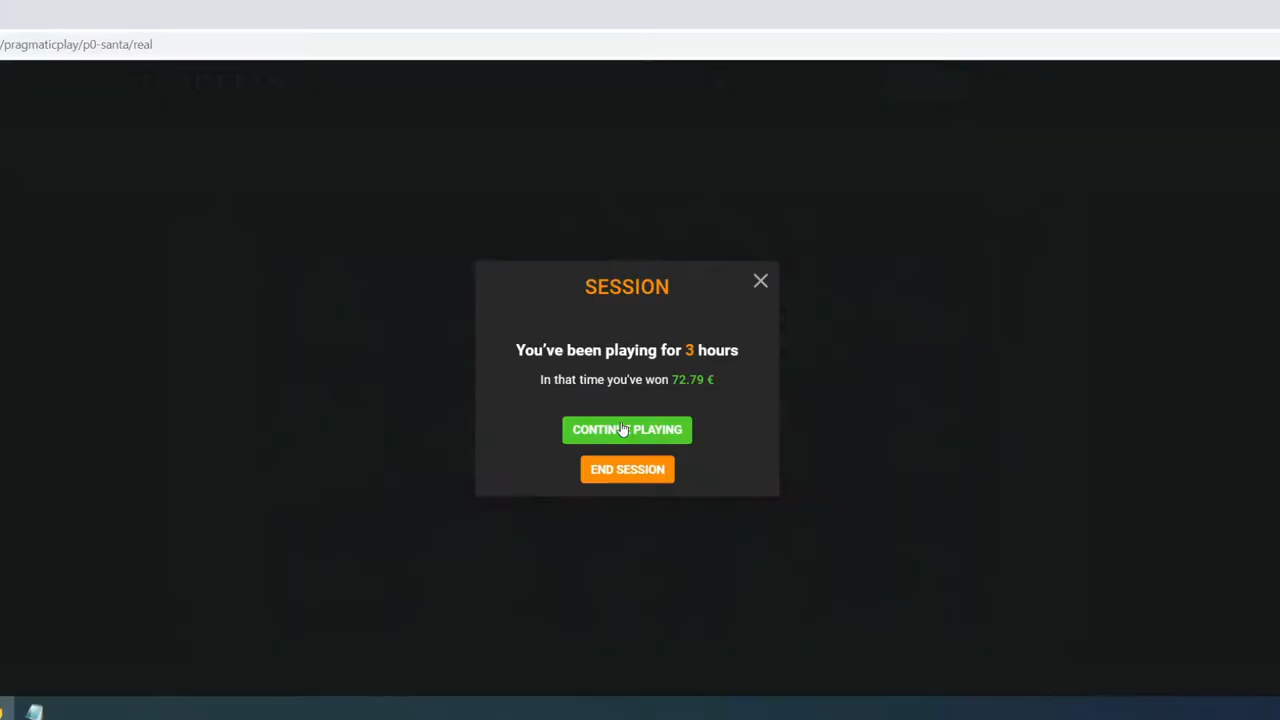 /pragmaticplay/p0-santa/real
SESSION
You've been playing for 3 hours
In that time you've won 72.79 €
CONTINUE PLAYING
END SESSION